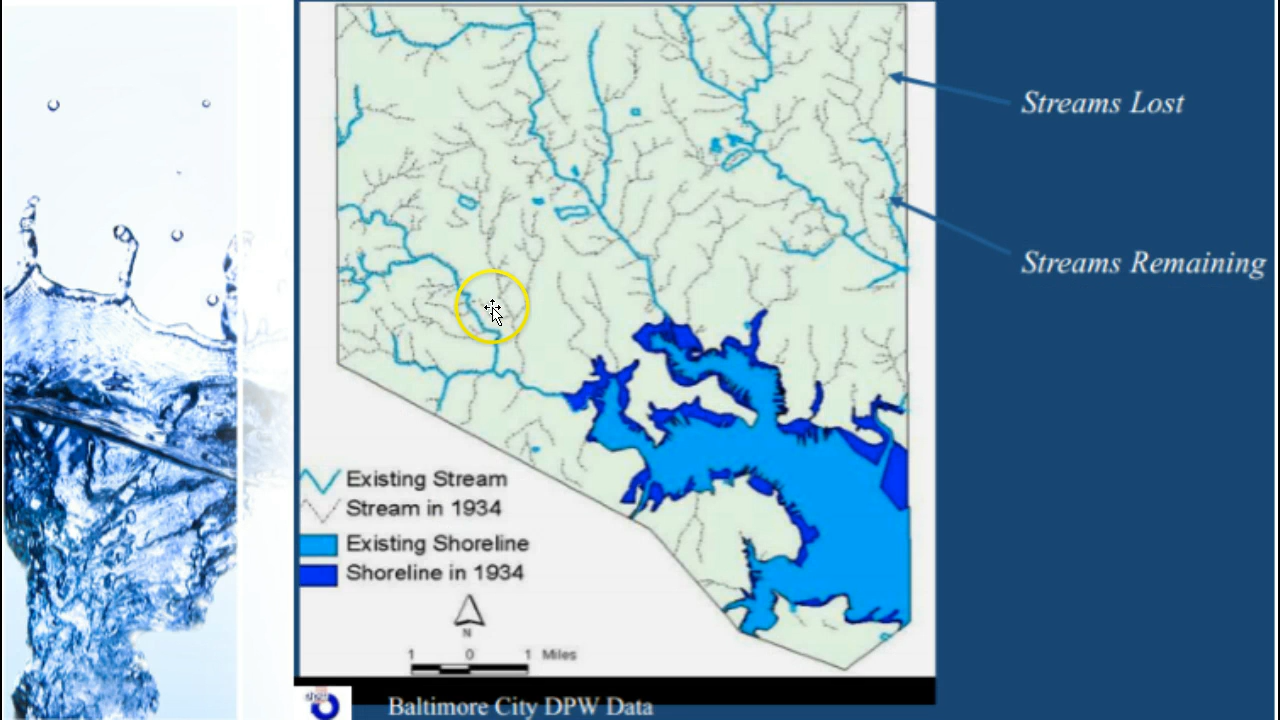 Streams Lost
Streams Remaining
Existing Stream
Stream in 1934
Existing Shoreline
Shoreline in 1934
N
1 0 1 Miles
Baltimore City DPW Data